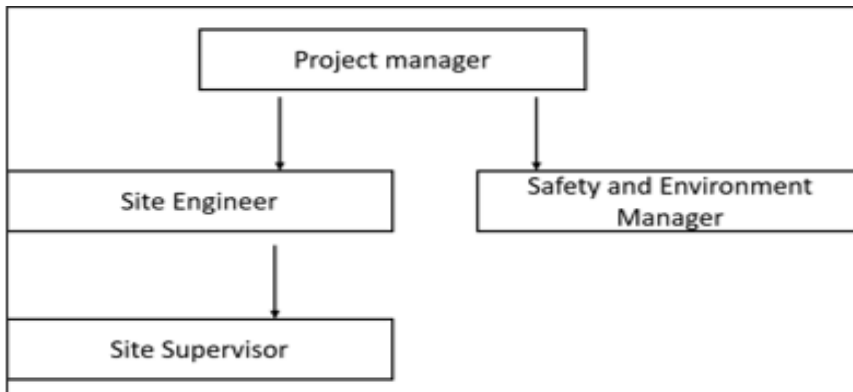 Project manager
Site Engineer
Safety and Environment
Manager
Site Supervisor